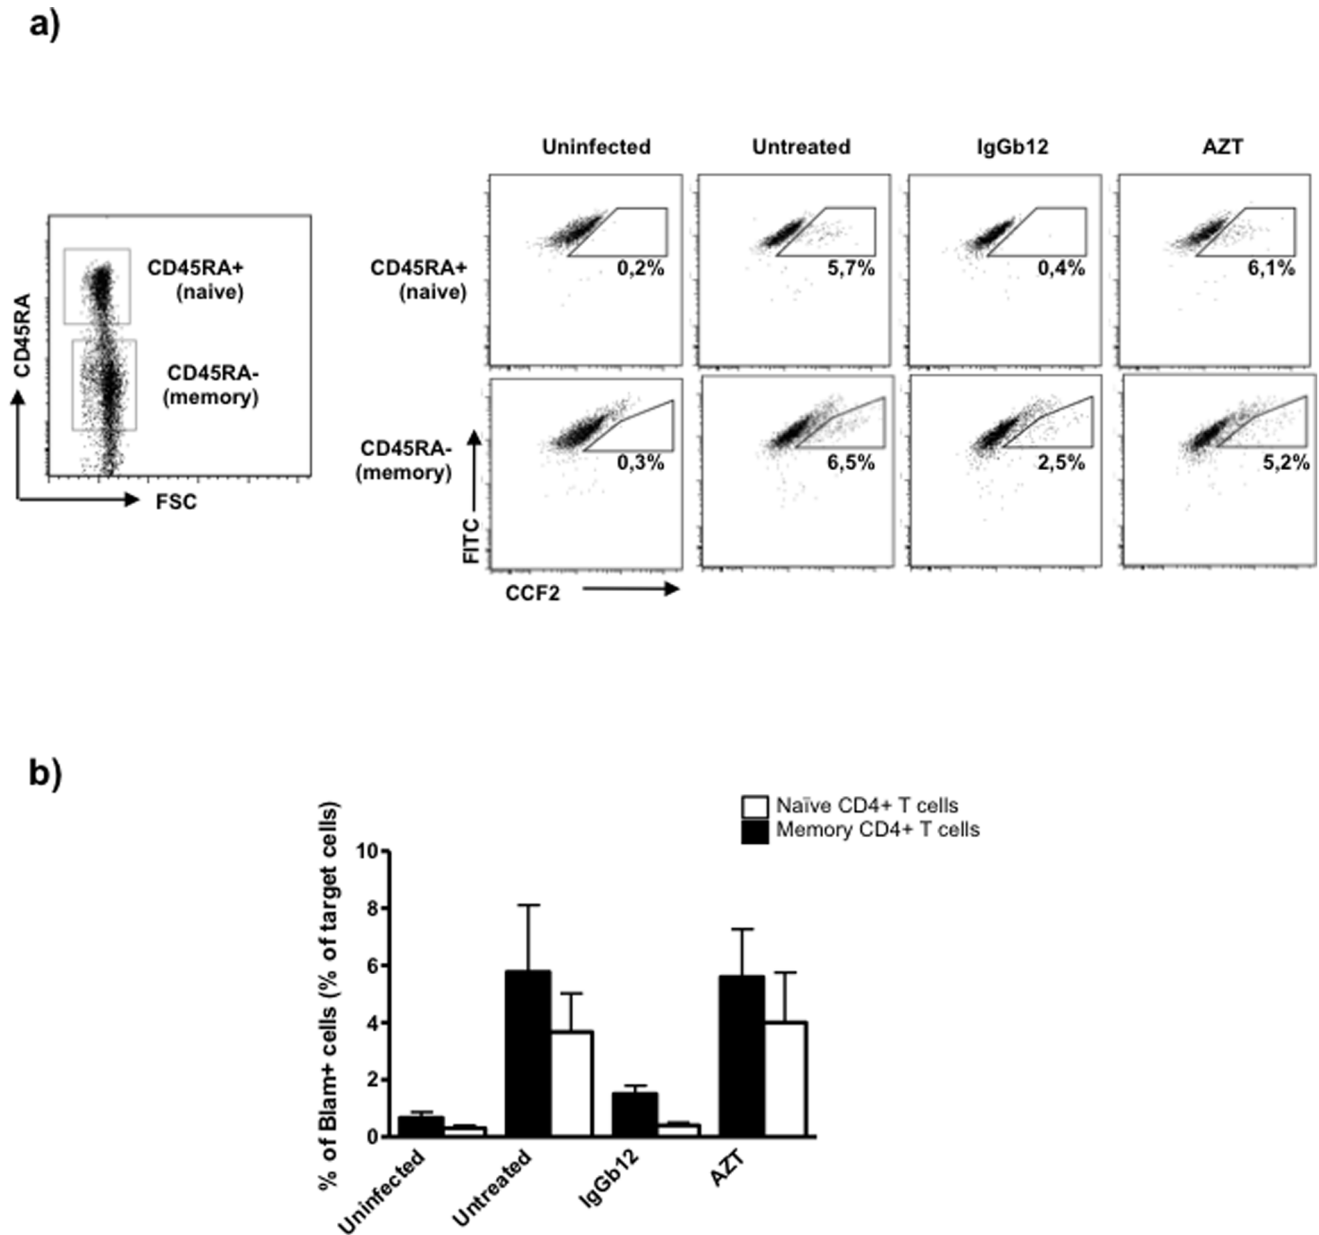 a)
Uninfected
Untreated
IgGb12
AZT
CD45RA
CD45RA+
(naive)
CD45RA-
(memory)
FSC
CD45RA+
(naive)
0,2%
5,7%
0,4%
6,1%
CD45RA-
(memory)
0,3%
6,5%
2,5%
5,2%
FITC
CCF2
b)
Naïve CD4+ T cells
Memory CD4+ T cells
% of Blam+ cells (% of target cells)
10
8
6
4
2
0
Uninfected
Untreated
IgGb12
AZT